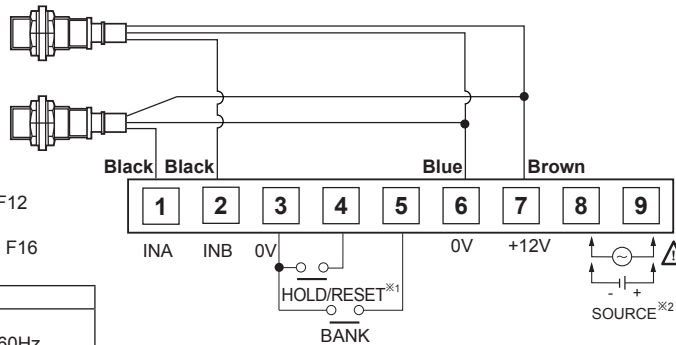 Black Black Blue Brown
F12
1 2 3 4 5 6 7 8 9
F16
INA INB 0V 0V +12V
HOLD/RESET※1
- +
SOURCE※2
BANK
60Hz